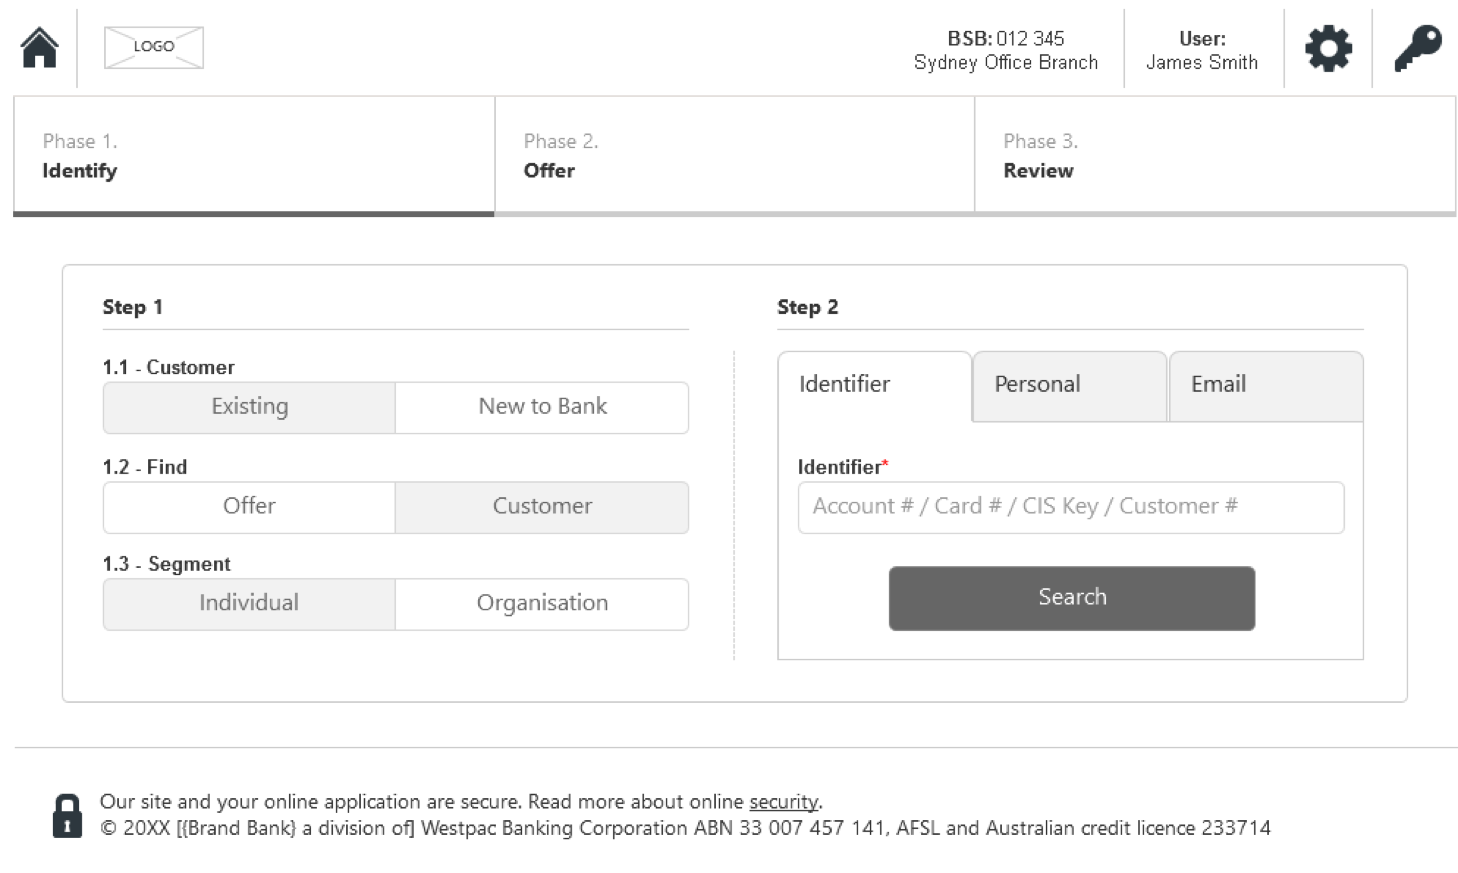 LOGO
BSB: 012 345
Sydney Office Branch
User:
James Smith
Phase 1.
Identify
Phase 2.
Offer
Phase 3.
Review
Step 1
1.1 - Customer
Existing
New to Bank
1.2 - Find
Offer
Customer
1.3 - Segment
Individual
Organisation
Step 2
Identifier
Personal
Email
Identifier*
Account # / Card # / CIS Key / Customer #
Search
Our site and your online application are secure. Read more about online security.
© 20XX [{Brand Bank} a division of] Westpac Banking Corporation ABN 33 007 457 141, AFSL and Australian credit licence 233714